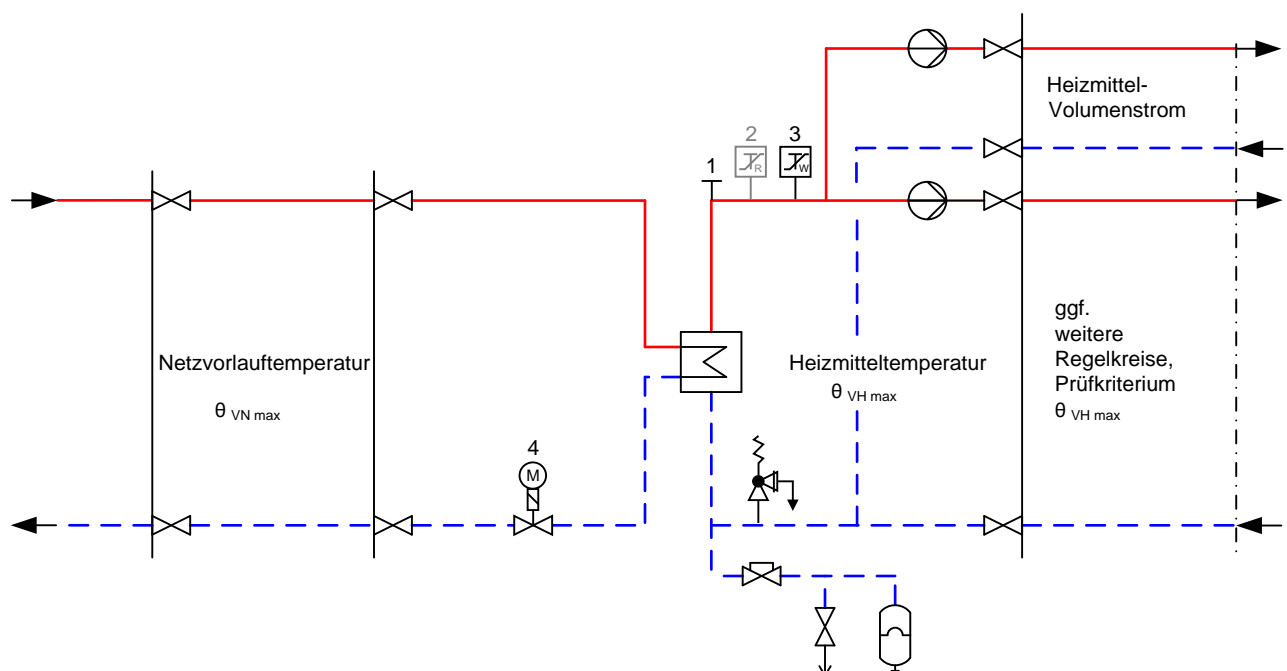 Heizmittel-
Volumenstrom
2
3
R
W
1
ggf.
weitere
Regelkreise,
Prüfkriterium
θ VH max
Netzvorlauftemperatur
θ VN max
Heizmitteltemperatur
θ VH max
4
M